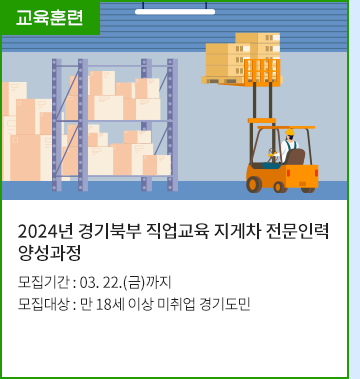 교육훈련
2024년 경기북부 직업교육 지게차 전문인력
양성과정
모집기간 : 03. 22.(금)까지
모집대상 : 만 18세 이상 미취업 경기도민